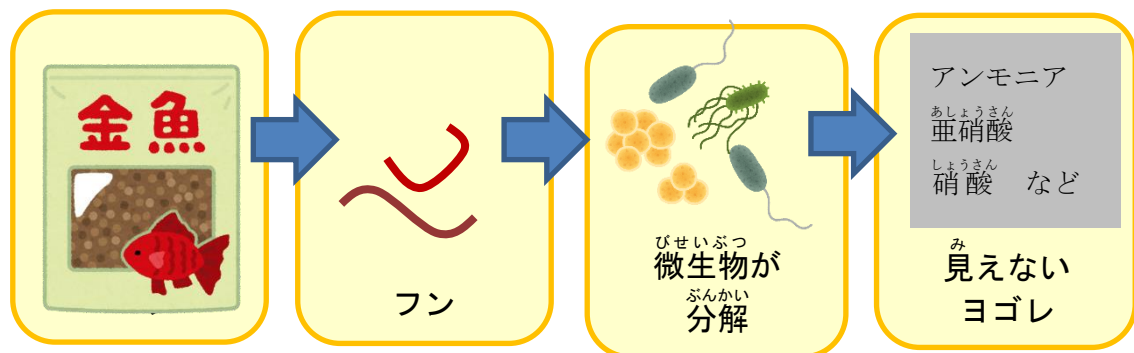 金魚
フン
びせいぶつ
微生物が
ぶんかい
分解
アンモニア
あしょうさん
亜硝酸
しょうさん
硝酸 など
み
見えない
ヨゴレ